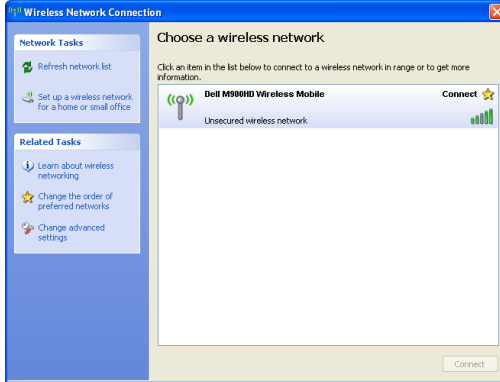 Wireless Network Connection
Network Tasks
Refresh network list
Set up a wireless network
for a home or small office
Related Tasks
Learn about wireless
networking
Change the order of
preferred networks
Change advanced
settings
Choose a wireless network
Click an item in the list below to connect to a wireless network in range or to get more
information.
Dell M900HD Wireless Mobile
Connect
Unsecured wireless network
Connect